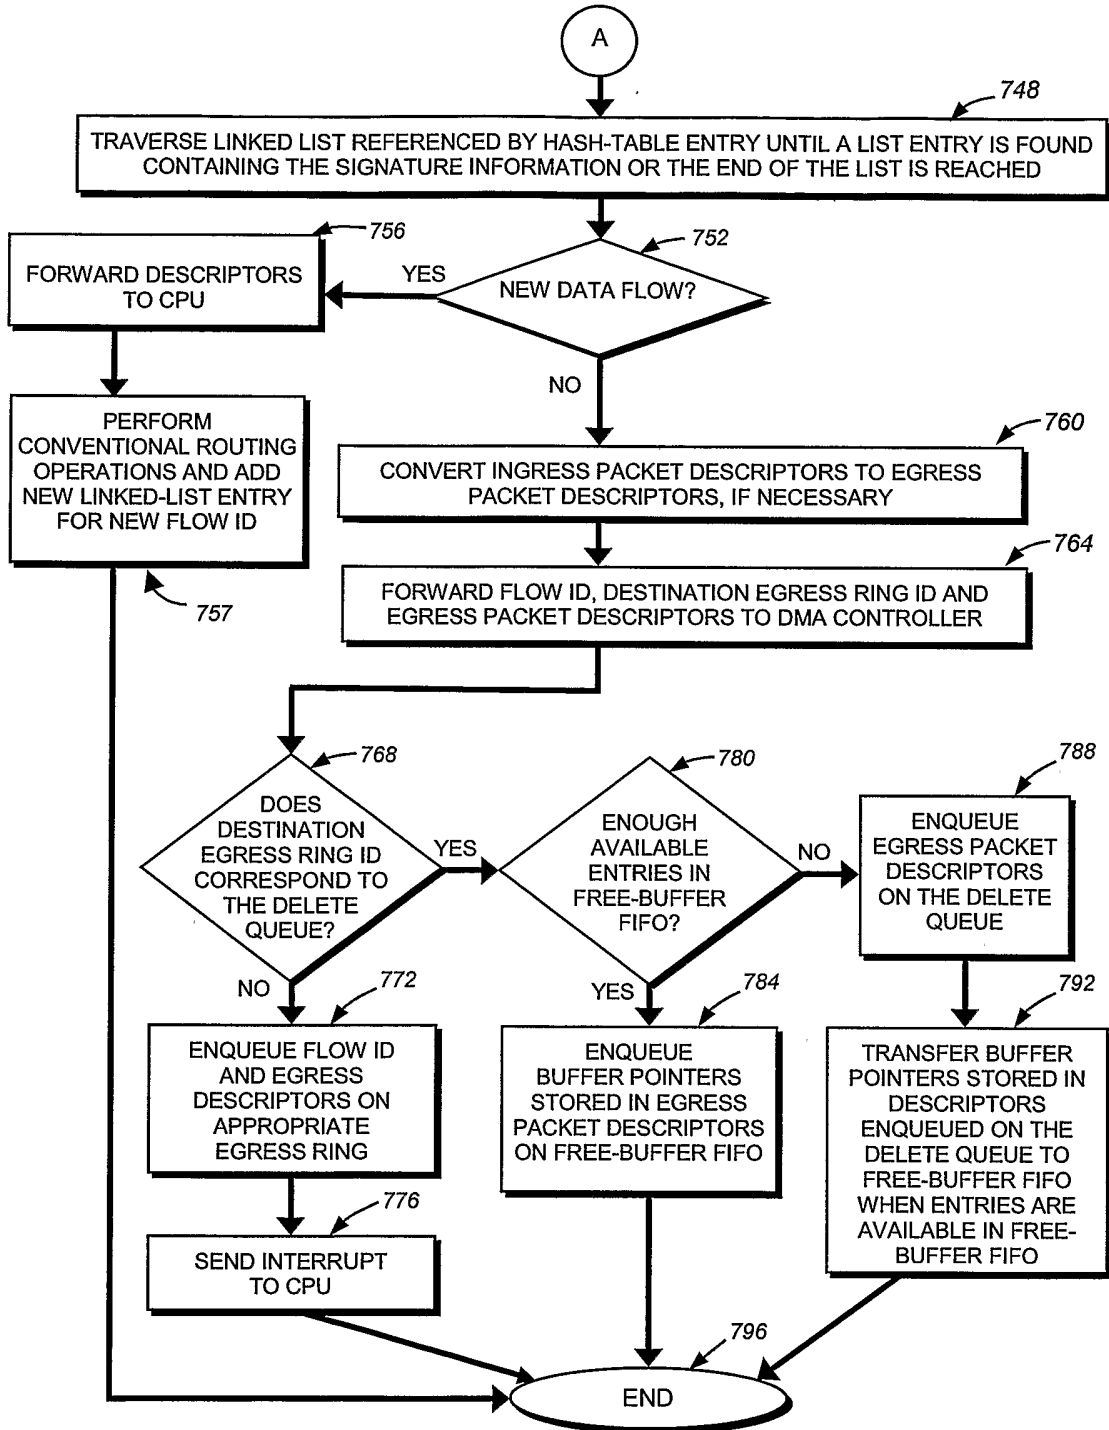 A
748
TRAVERSE LINKED LIST REFERENCED BY HASH-TABLE ENTRY UNTIL A LIST ENTRY IS FOUND
CONTAINING THE SIGNATURE INFORMATION OR THE END OF THE LIST IS REACHED
756
752
FORWARD DESCRIPTORS
TO CPU
YES
NEW DATA FLOW?
NO
PERFORM
CONVENTIONAL ROUTING
OPERATIONS AND ADD
NEW LINKED-LIST ENTRY
FOR NEW FLOW ID
757
760
CONVERT INGRESS PACKET DESCRIPTORS TO EGRESS
PACKET DESCRIPTORS, IF NECESSARY
764
FORWARD FLOW ID, DESTINATION EGRESS RING ID AND
EGRESS PACKET DESCRIPTORS TO DMA CONTROLLER
768
DOES
DESTINATION
EGRESS RING ID
CORRESPOND TO
THE DELETE
QUEUE?
YES
NO
780
ENOUGH
AVAILABLE
ENTRIES IN
FREE-BUFFER
FIFO?
NO
YES
788
ENQUEUE
EGRESS PACKET
DESCRIPTORS
ON THE DELETE
QUEUE
772
ENQUEUE FLOW ID
AND EGRESS
DESCRIPTORS ON
APPROPRIATE
EGRESS RING
784
ENQUEUE
BUFFER POINTERS
STORED IN EGRESS
PACKET DESCRIPTORS
ON FREE-BUFFER FIFO
792
TRANSFER BUFFER
POINTERS STORED IN
DESCRIPTORS
ENQUEUED ON THE
DELETE QUEUE TO
FREE-BUFFER FIFO
WHEN ENTRIES ARE
AVAILABLE IN FREE-
BUFFER FIFO
776
SEND INTERRUPT
TO CPU
796
END